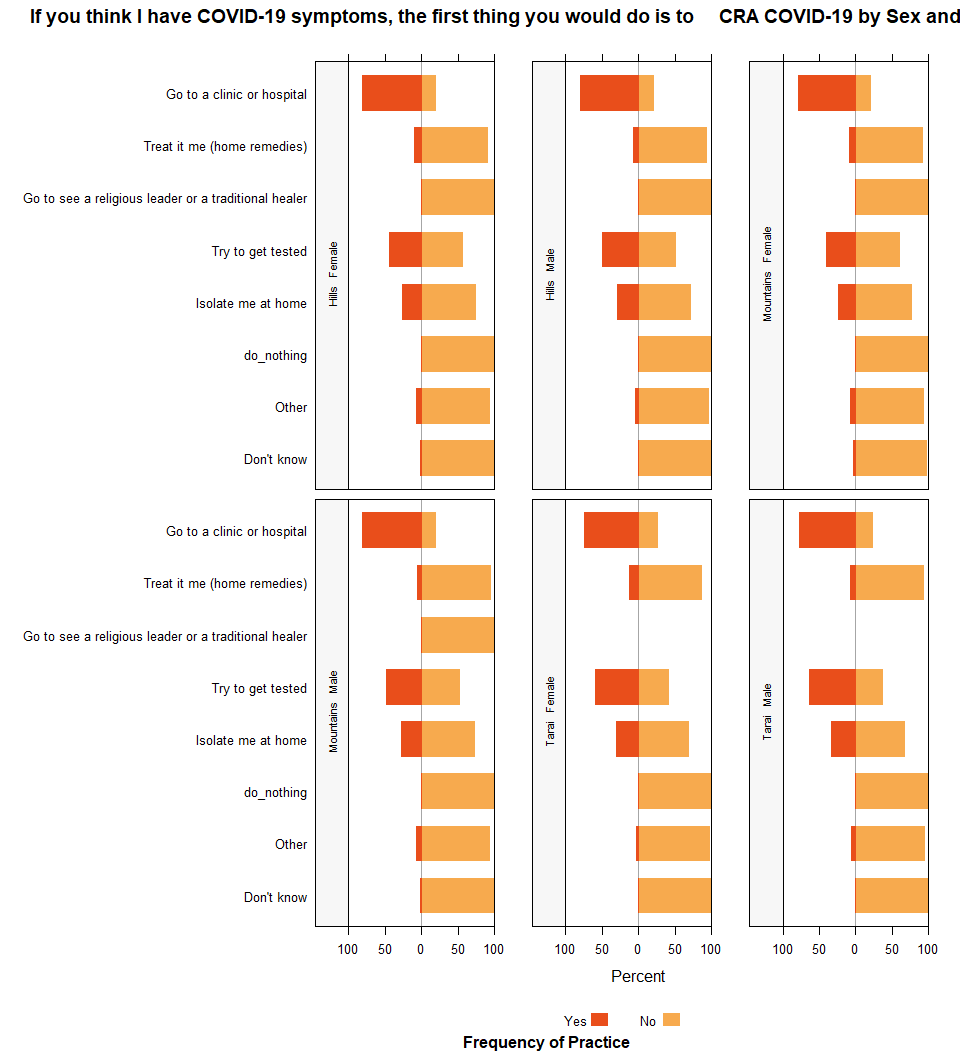 If you think I have COVID-19 symptoms, the first thing you would do is to CRA COVID-19 by Sex and
Go to a clinic or hospital
Treat it me (home remedies)
Go to see a religious leader or a traditional healer
Try to get tested
Isolate me at home
do_nothing
Other
Don't know
Hills Female
Hills Male
Mountains Female
Go to a clinic or hospital
Treat it me (home remedies)
Go to see a religious leader or a traditional healer
Try to get tested
Isolate me at home
do_nothing
Other
Don't know
Mountains Male
Tarai Female
Tarai Male
100 50 0 50 100 100 50 0 50 100 100 50 0 50 100
Percent
Yes No
Frequency of Practice